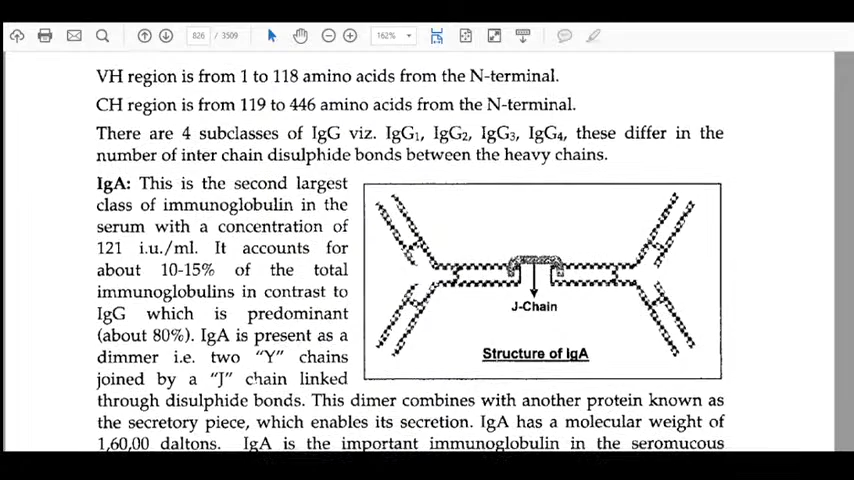 826 / 3509
162%
VH region is from 1 to 118 amino acids from the N-terminal.
CH region is from 119 to 446 amino acids from the N-terminal.
There are 4 subclasses of IgG viz. IgG₁, IgG₂, IgG₃, IgG₄, these differ in the
number of inter chain disulphide bonds between the heavy chains.
IgA: This is the second largest
class of immunoglobulin in the
serum with a concentration of
121 i.u./ml. It accounts for
about 10-15% of the total
immunoglobulins in contrast to
IgG which is predominant
(about 80%). IgA is present as a
dimmer i.e. two “Y” chains
joined by a “J” chain linked
J-Chain
Structure of IgA
through disulphide bonds. This dimer combines with another protein known as
the secretory piece, which enables its secretion. IgA has a molecular weight of
1,60,00 daltons. IgA is the important immunoglobulin in the seromucous